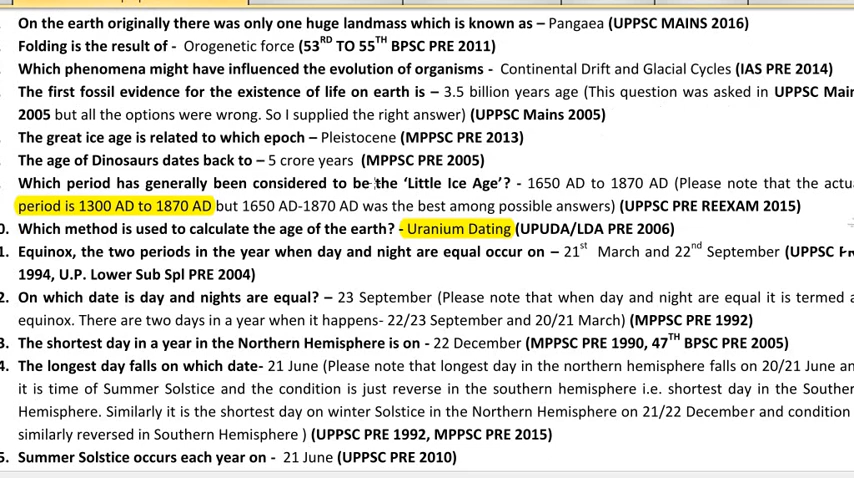 On the earth originally there was only one huge landmass which is known as – Pangaea (UPPSC MAINS 2016)
Folding is the result of - Orogenetic force (53RD TO 55TH BPSC PRE 2011)
Which phenomena might have influenced the evolution of organisms - Continental Drift and Glacial Cycles (IAS PRE 2014)
The first fossil evidence for the existence of life on earth is – 3.5 billion years age (This question was asked in UPPSC Mai
2005 but all the options were wrong. So I supplied the right answer) (UPPSC Mains 2005)
The great ice age is related to which epoch – Pleistocene (MPPSC PRE 2013)
The age of Dinosaurs dates back to – 5 crore years (MPPSC PRE 2005)
Which period has generally been considered to be the ‘Little Ice Age’? - 1650 AD to 1870 AD (Please note that the actu
period is 1300 AD to 1870 AD but 1650 AD-1870 AD was the best among possible answers) (UPPSC PRE REEXAM 2015)
0. Which method is used to calculate the age of the earth? - Uranium Dating (UPUDA/LDA PRE 2006)
1. Equinox, the two periods in the year when day and night are equal occur on – 21st March and 22nd September (UPPSC
1994, U.P. Lower Sub Spl PRE 2004)
2. On which date is day and nights are equal? – 23 September (Please note that when day and night are equal it is termed a
equinox. There are two days in a year when it happens- 22/23 September and 20/21 March) (MPPSC PRE 1992)
3. The shortest day in a year in the Northern Hemisphere is on - 22 December (MPPSC PRE 1990, 47TH BPSC PRE 2005)
4. The longest day falls on which date- 21 June (Please note that longest day in the northern hemisphere falls on 20/21 June an
it is time of Summer Solstice and the condition is just reverse in the southern hemisphere i.e. shortest day in the Souther
Hemisphere. Similarly it is the shortest day on winter Solstice in the Northern Hemisphere on 21/22 December and condition
similarly reversed in Southern Hemisphere ) (UPPSC PRE 1992, MPPSC PRE 2015)
5. Summer Solstice occurs each year on - 21 June (UPPSC PRE 2010)